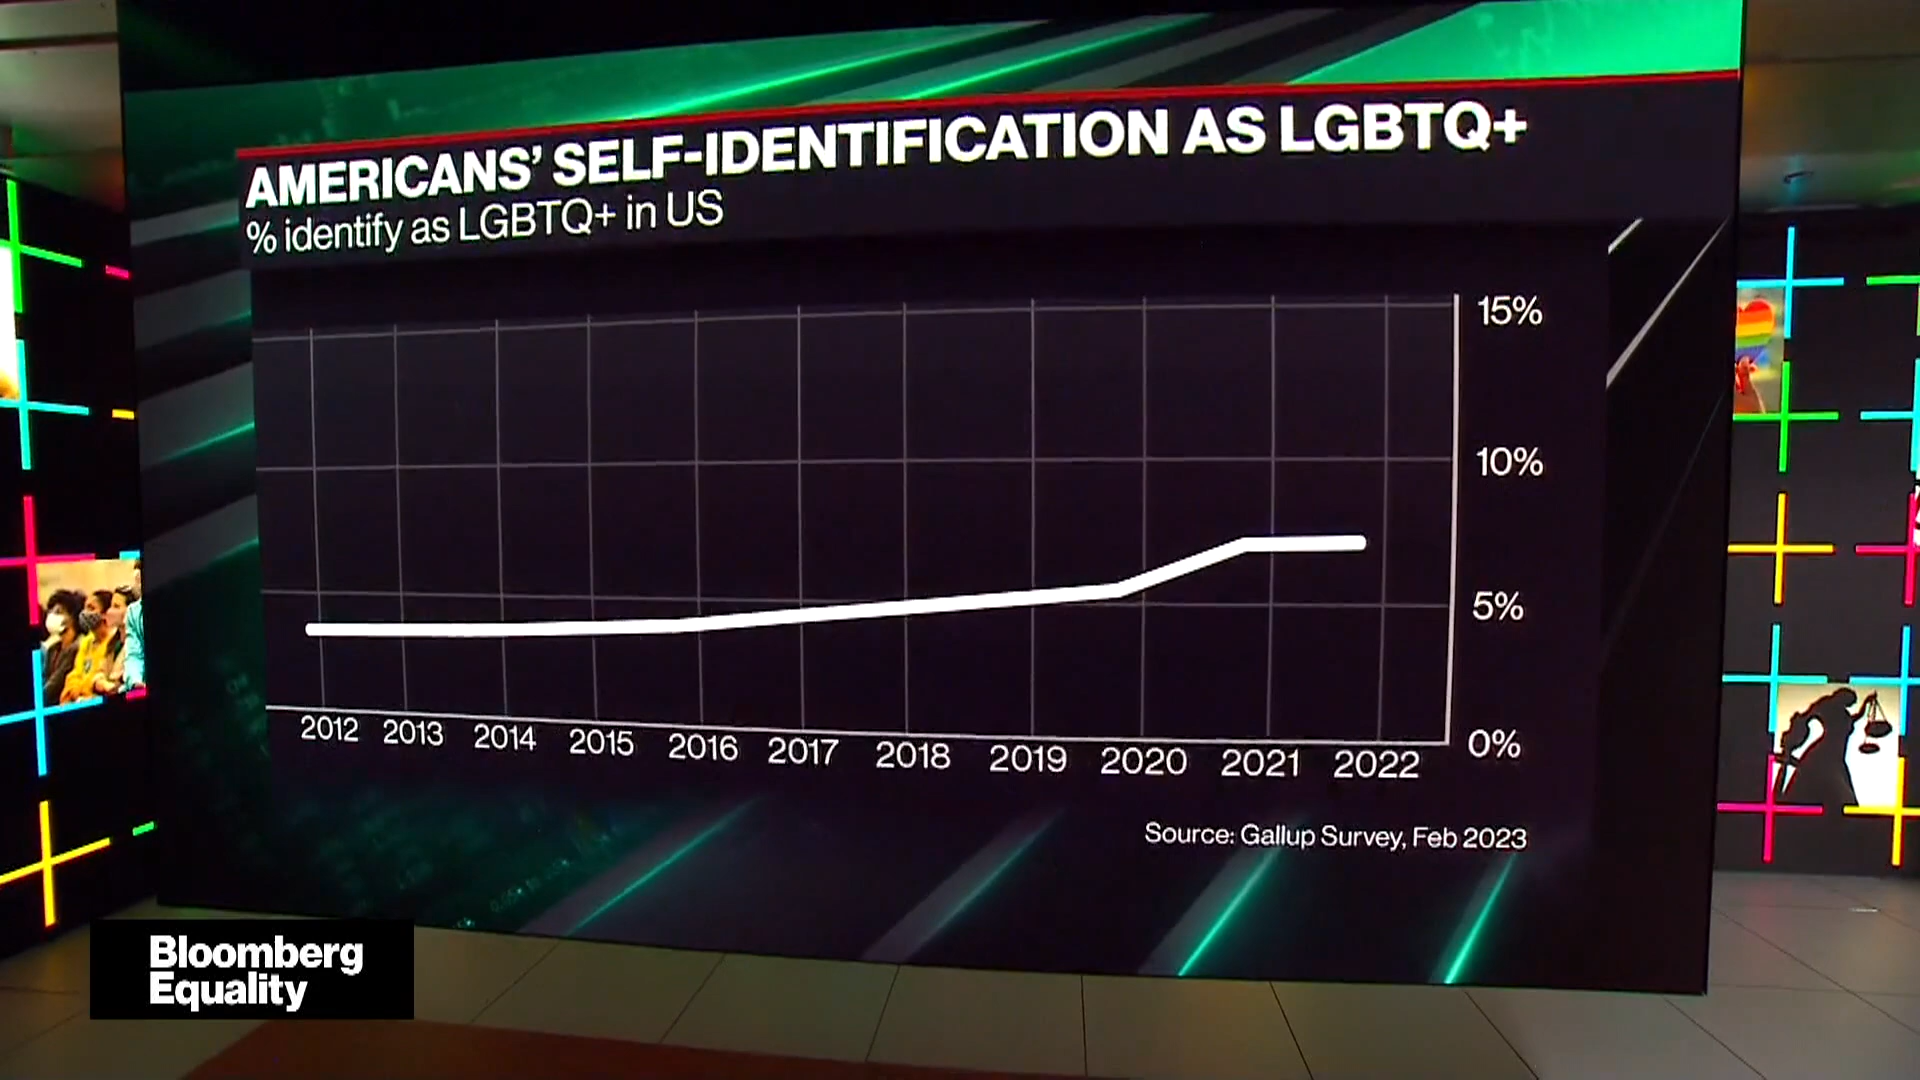 AMERICANS' SELF-IDENTIFICATION AS LGBTQ+
% identify as LGBTQ+ in US
15%
10%
5%
0%
2012 2013 2014 2015 2016 2017 2018 2019 2020 2021 2022
Source: Gallup Survey, Feb 2023
Bloomberg
Equality